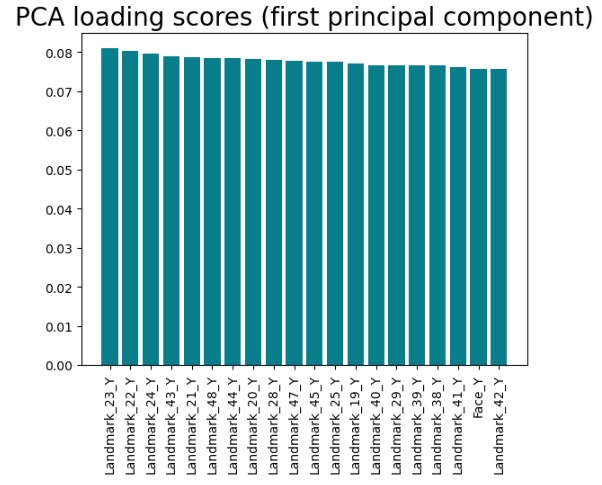 PCA loading scores (first principal component)
0.08
0.07
0.06
0.05
0.04
0.03
0.02
0.01
0.00
Landmark_23_Y
Landmark_22_Y
Landmark_24_Y
Landmark_43_Y
Landmark_21_Y
Landmark_48_Y
Landmark_44_Y
Landmark_20_Y
Landmark_28_Y
Landmark_47_Y
Landmark_45_Y
Landmark_25_Y
Landmark_19_Y
Landmark_40_Y
Landmark_29_Y
Landmark_39_Y
Landmark_38_Y
Landmark_41_Y
Face_Y
Landmark_42_Y